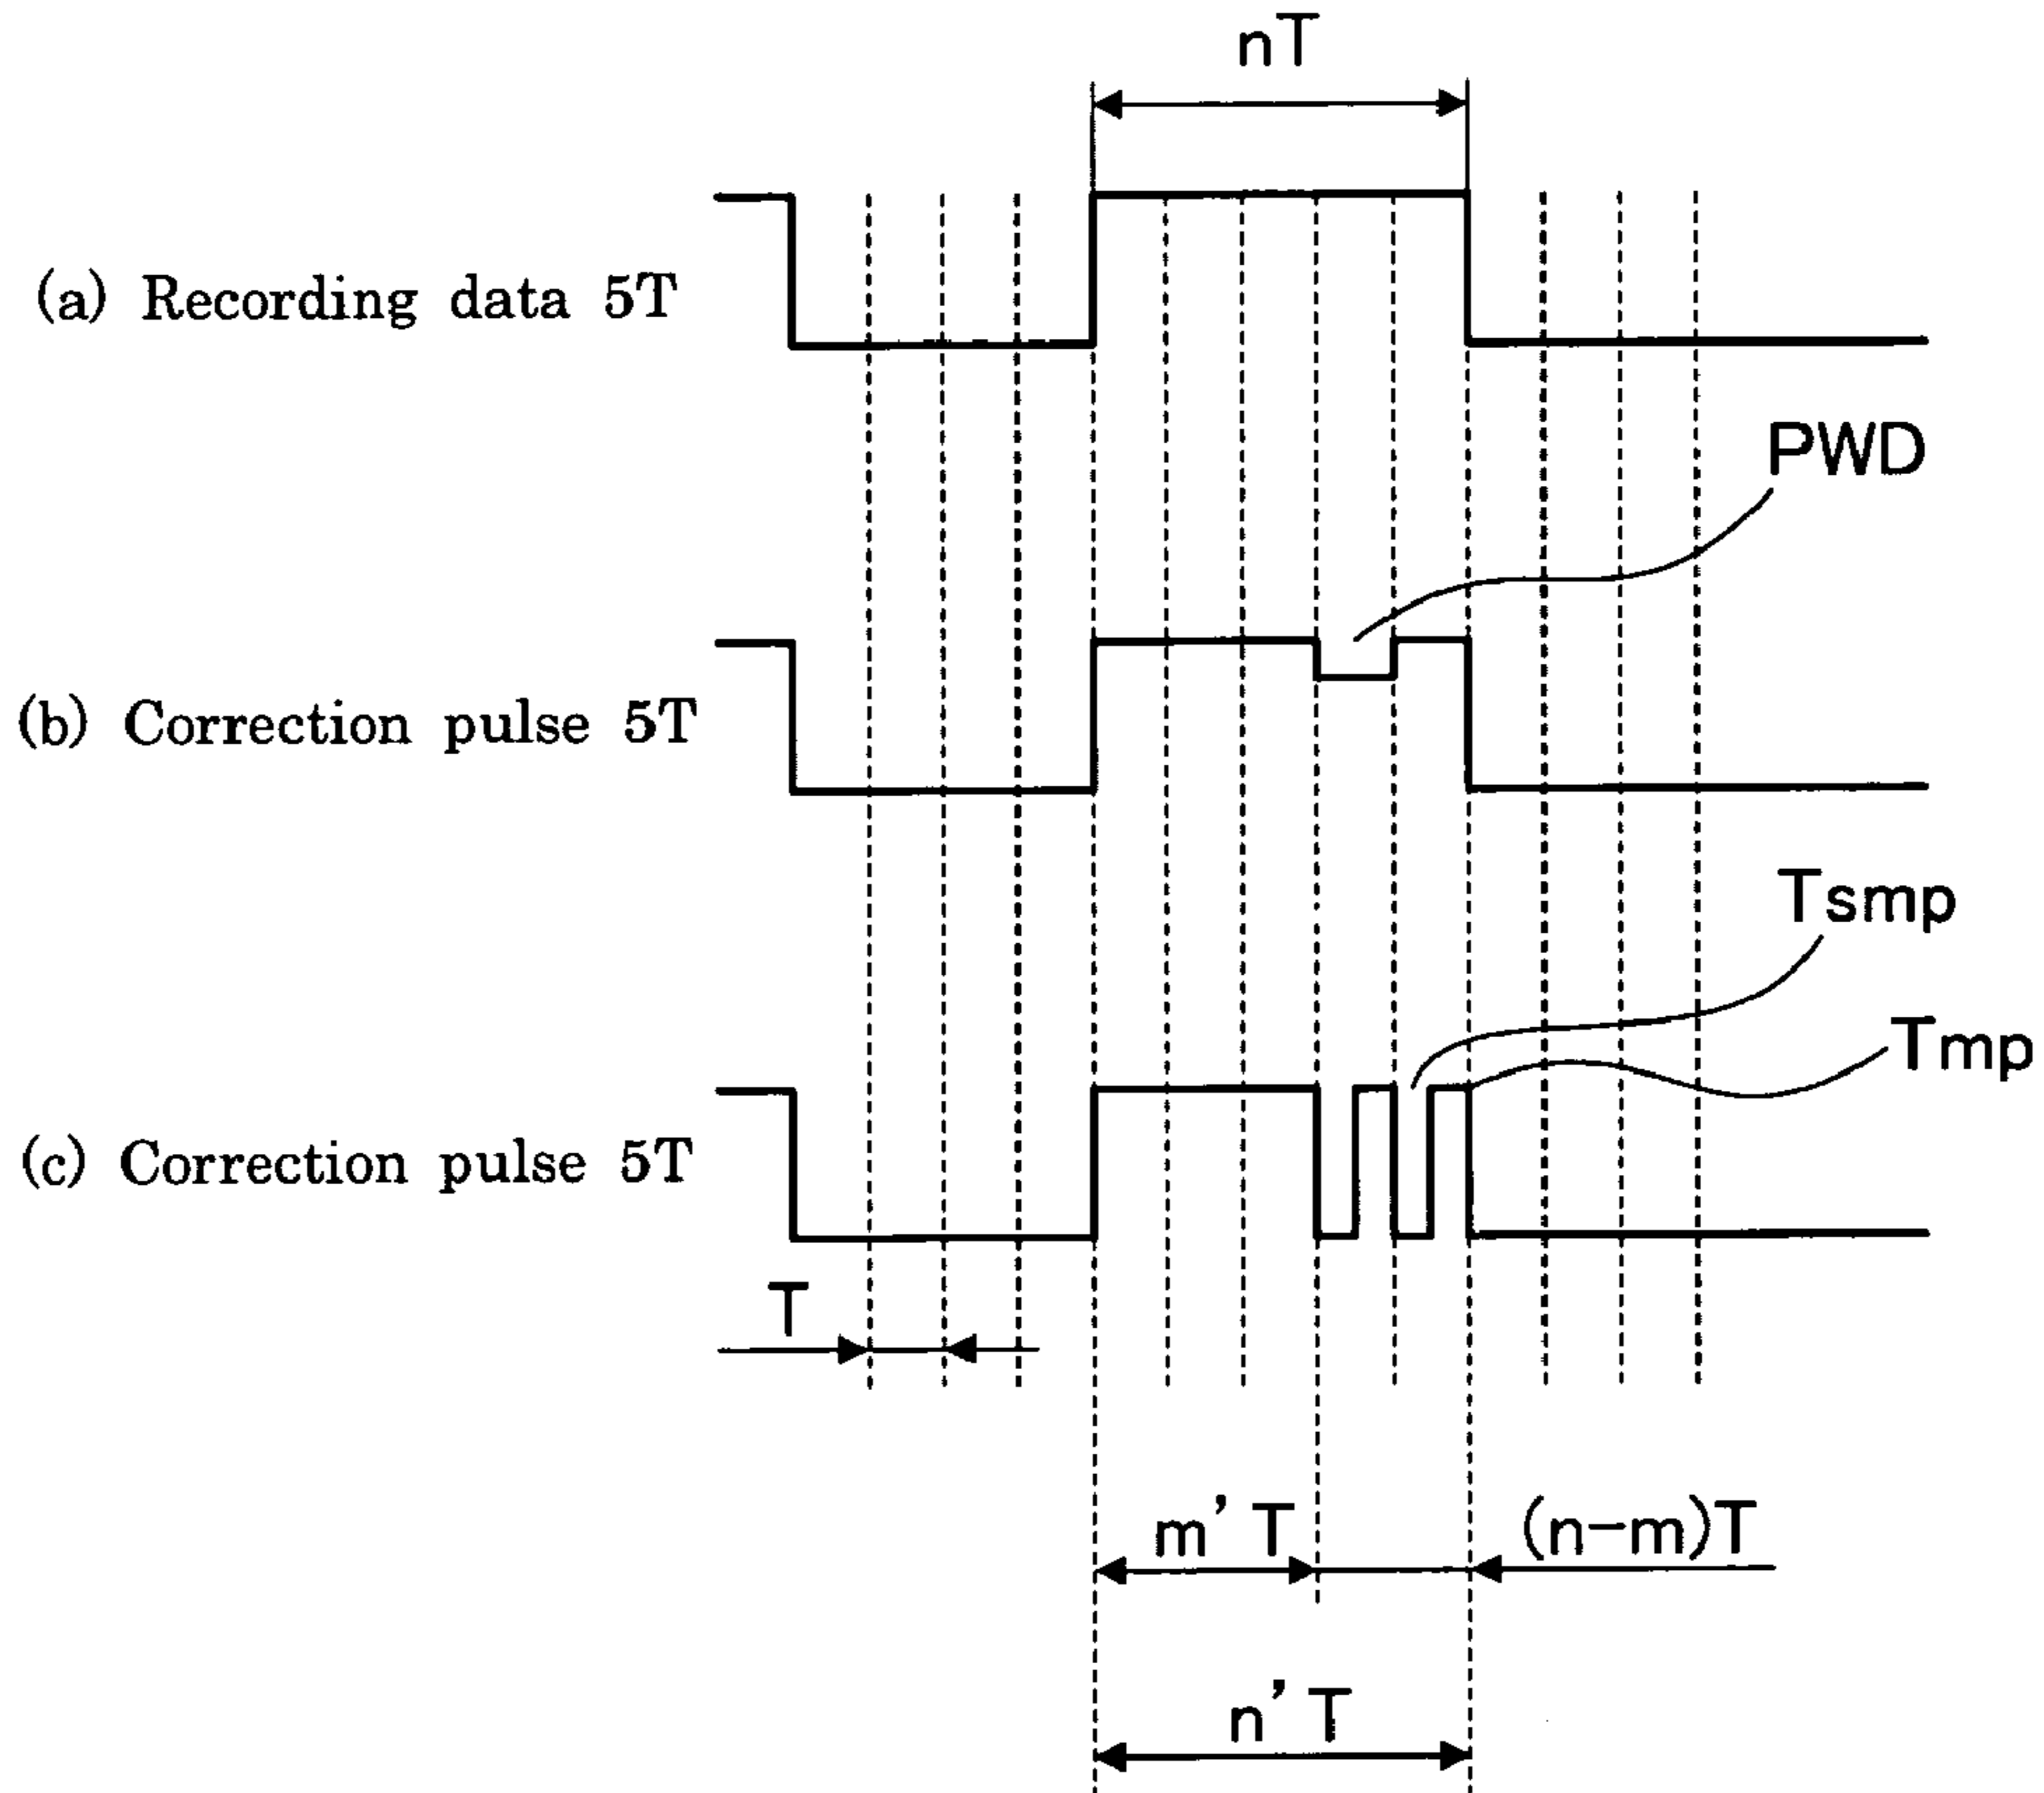 nT
(a) Recording data 5T
PWD
(b) Correction pulse 5T
Tsmp
Tmp
(c) Correction pulse 5T
T
m' T
(n-m)T
n' T